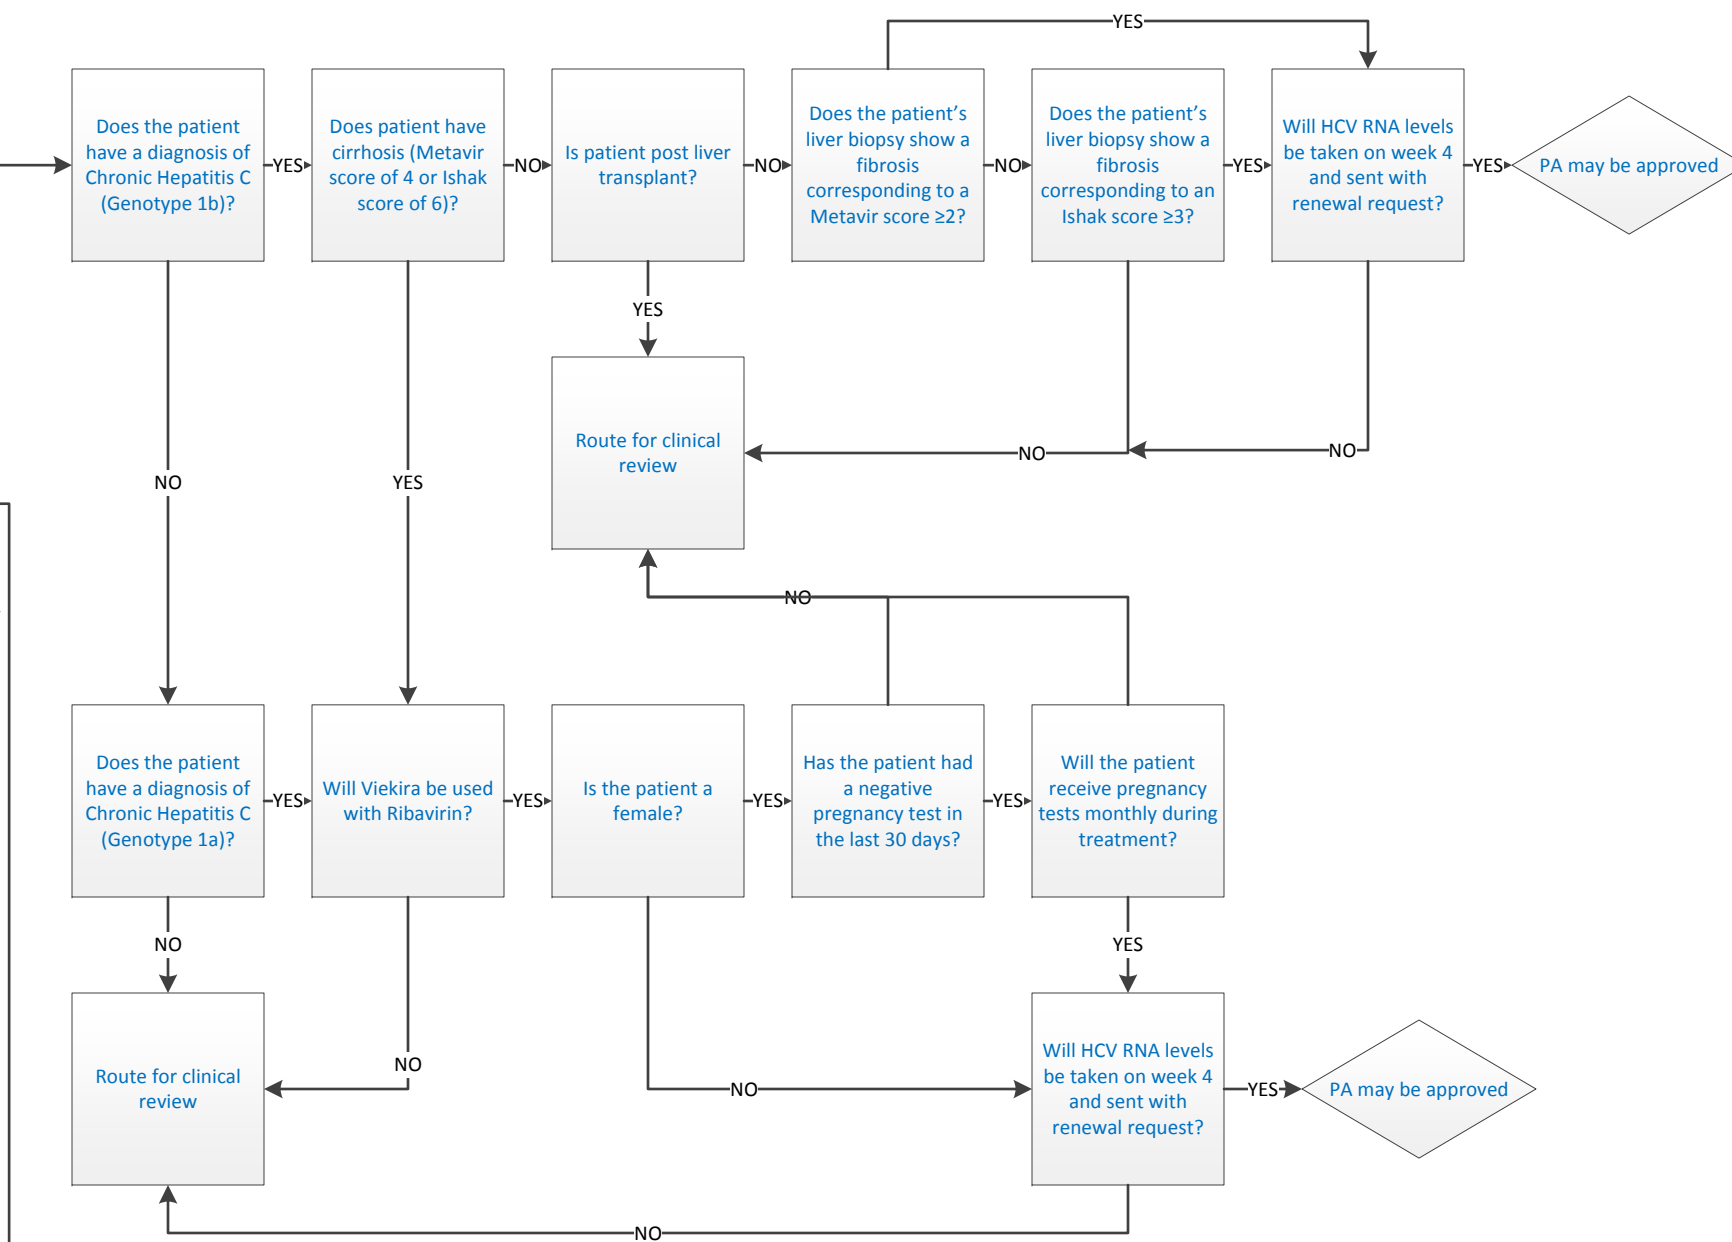 YES
Does the patient
have a diagnosis of
Chronic Hepatitis C
(Genotype 1b)?
YES
Does patient have
cirrhosis (Metavir
score of 4 or Ishak
score of 6)?
NO
Is patient post liver
transplant?
NO
Does the patient's
liver biopsy show a
fibrosis
corresponding to a
Metavir score ≥2?
NO
Does the patient's
liver biopsy show a
fibrosis
corresponding to an
Ishak score ≥3?
YES
Will HCV RNA levels
be taken on week 4
and sent with
renewal request?
YES
PA may be approved
YES
Route for clinical
review
NO
NO
NO
YES
NO
Does the patient
have a diagnosis of
Chronic Hepatitis C
(Genotype 1a)?
YES
Will Viekira be used
with Ribavirin?
YES
Is the patient a
female?
YES
Has the patient had
a negative
pregnancy test in
the last 30 days?
YES
Will the patient
receive pregnancy
tests monthly during
treatment?
NO
YES
Route for clinical
review
NO
NO
Will HCV RNA levels
be taken on week 4
and sent with
renewal request?
YES
PA may be approved
NO